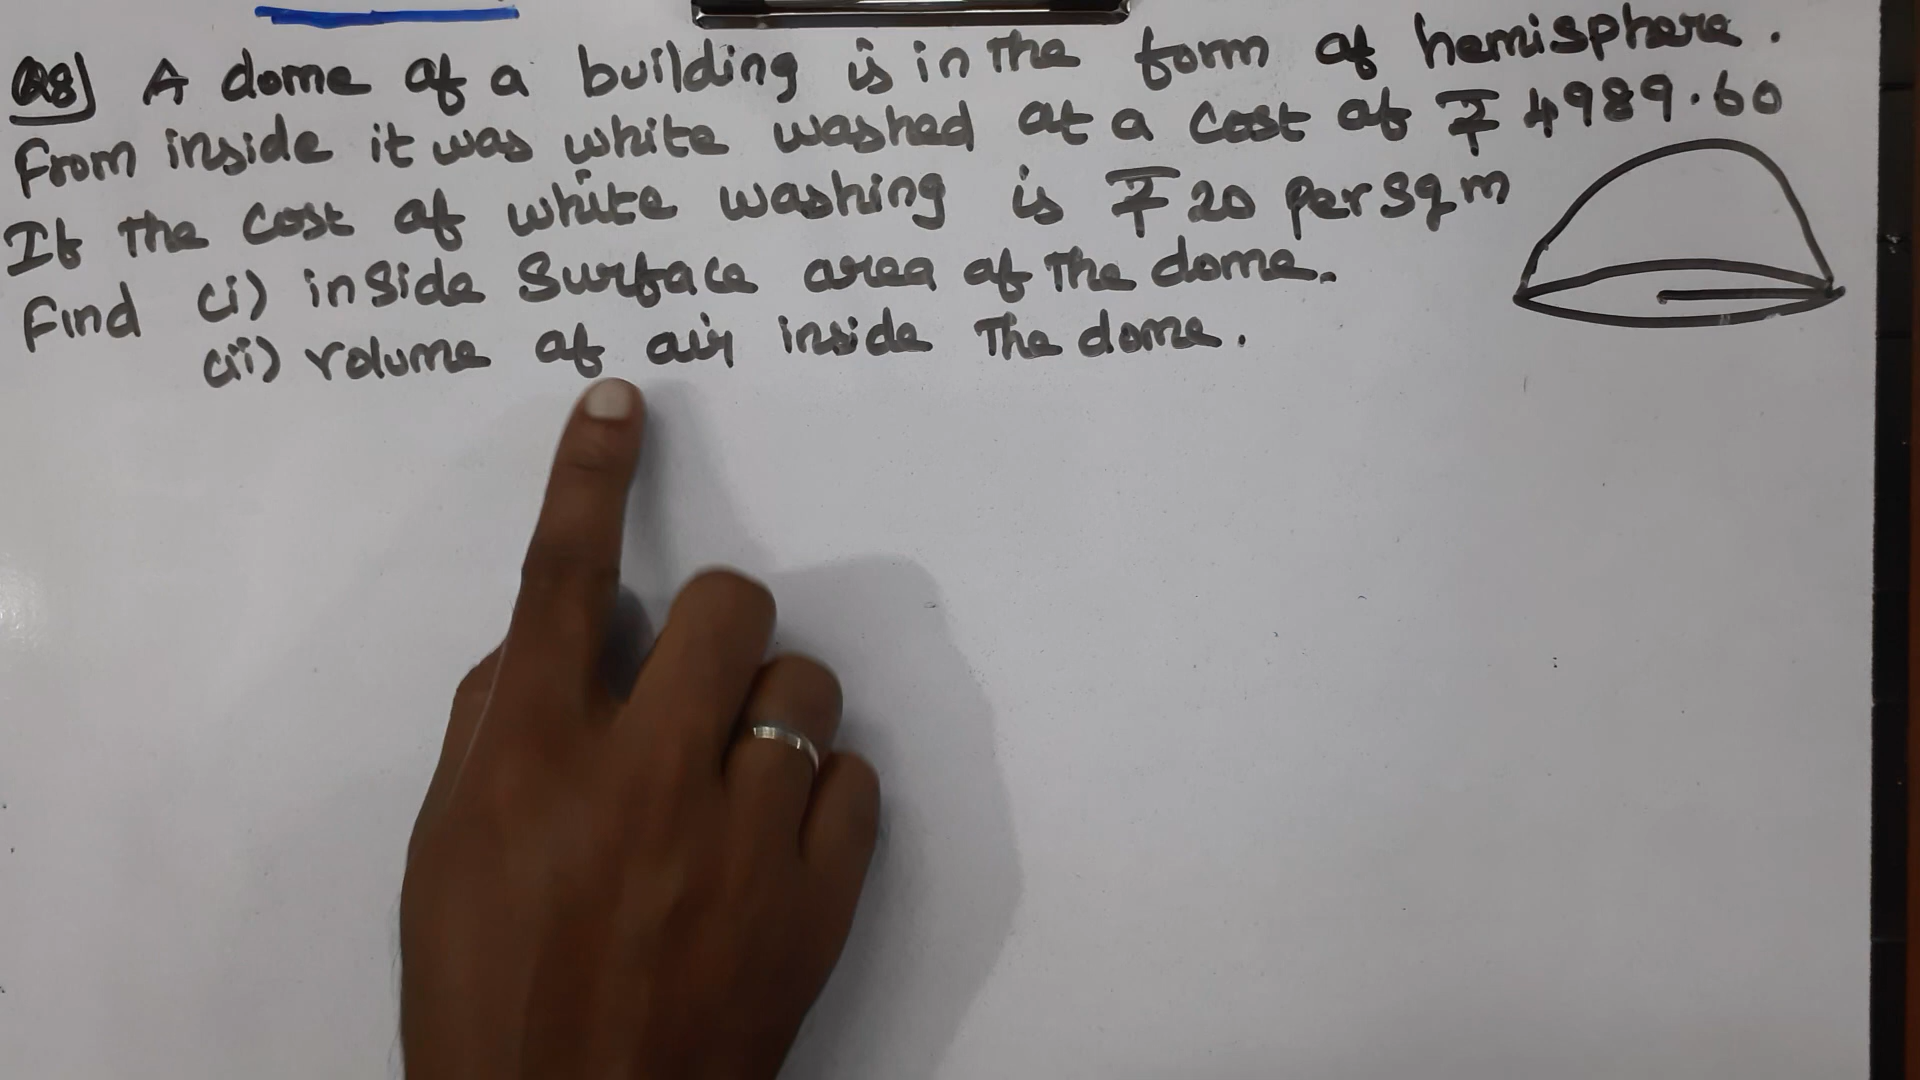 Q8) A dome of a building is in the form of hemisphere.
From inside it was white washed at a cost of ₹ 4989.60
If the cost of white washing is ₹ 20 per sq m
Find (i) inside surface area of the dome.
(ii) volume of air inside the dome.